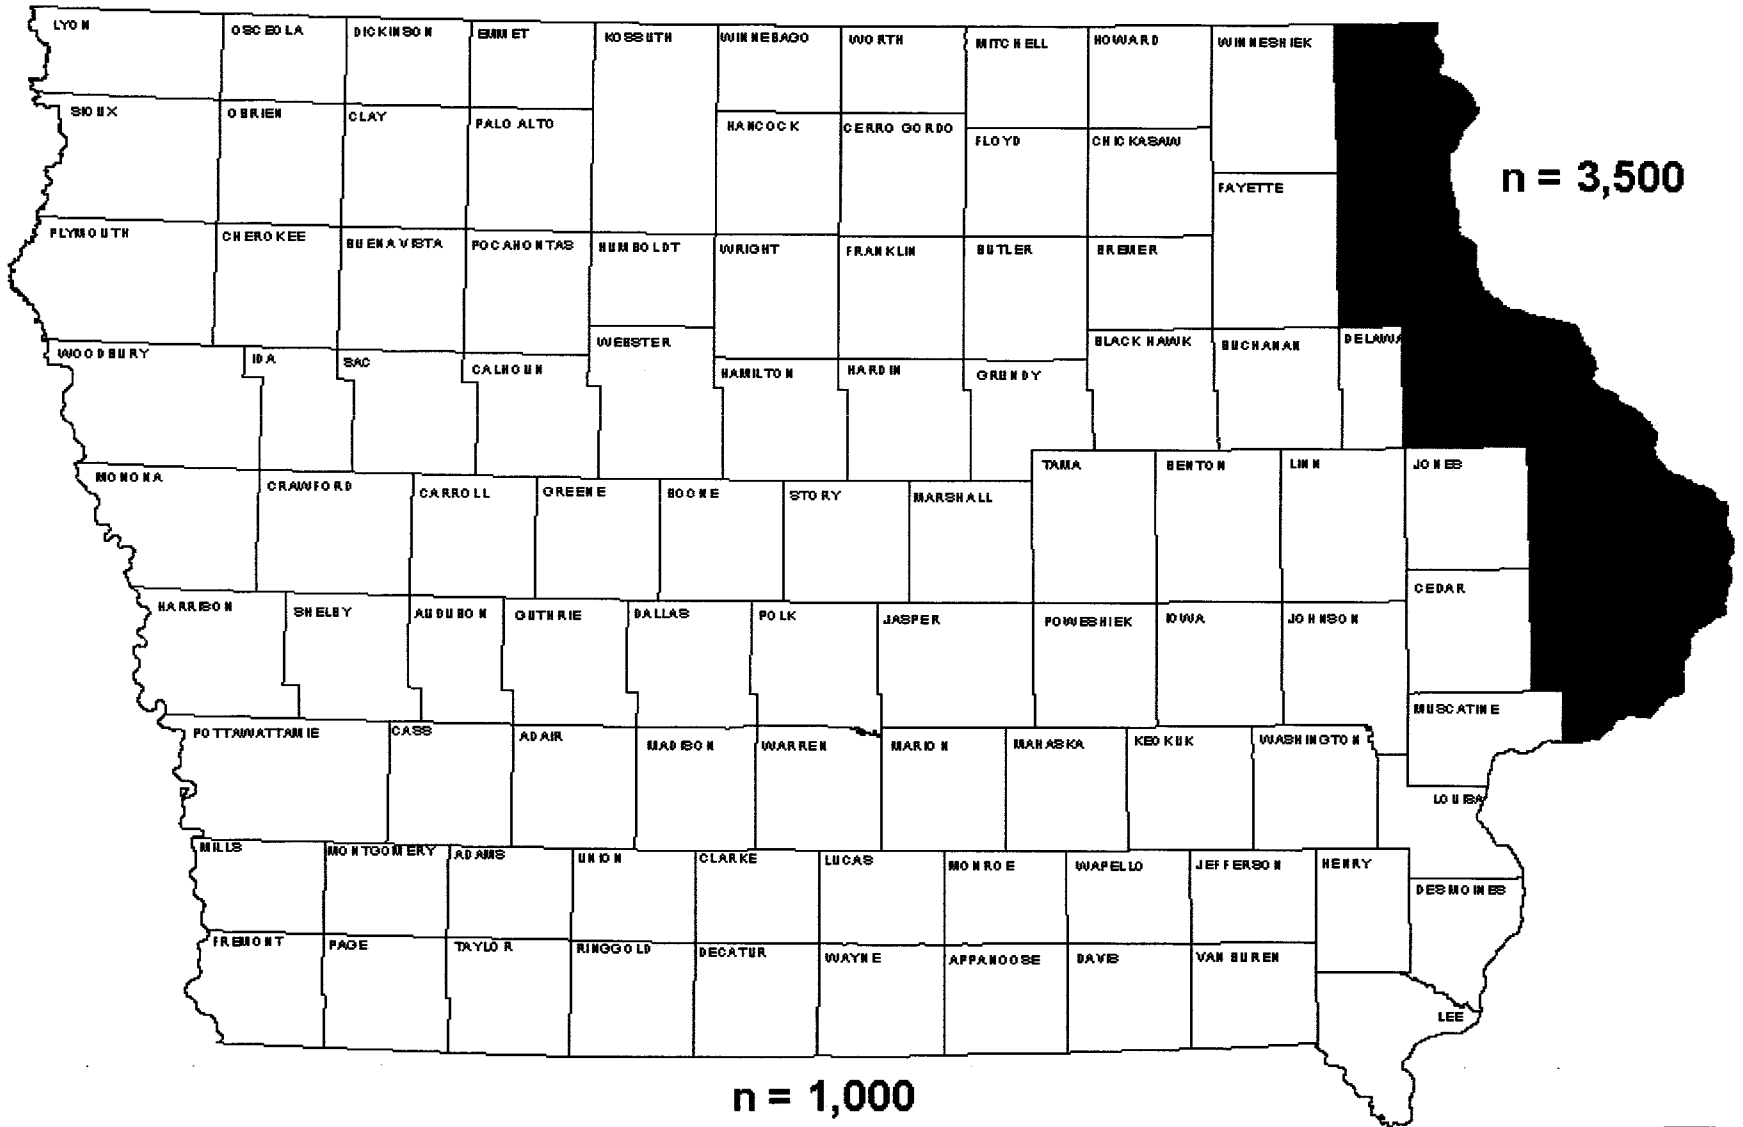 LYON OSCEOLA DICKINSON EMMET KOSSUTH WINNEBAGO WORTH MITCHELL HOWARD WINNESHIEK
SIOUX OBRIEN CLAY PALO ALTO HANCOCK CERRO GORDO FLOYD CHICKASAW
n = 3,500
FAYETTE
PLYMOUTH CHEROKEE BUENA VISTA POCAHONTAS HUMBOLDT WRIGHT FRANKLIN BUTLER BREMER
WOODBURY IDA SAC CALHOUN WEBSTER HAMILTON HARDIN GRUNDY BLACK HAWK BUCHANAN DELAWA
MONONA CRAWFORD CARROLL GREENE BOONE STORY MARSHALL TAMA BENTON LINN JONES
CEDAR
HARRISON SHELBY AUDUBON GUTHRIE DALLAS POLK JASPER POWESHIEK IOWA JOHNSON
MUSCATINE
POTTAWATTAMIE CASS ADAIR MADISON WARREN MARION MAHASKA KEOKUK WASHINGTON
LOUISA
MILLS MONTGOMERY ADAMS UNION CLARKE LUCAS MONROE WAPELLO JEFFERSON HENRY
DESMOINES
FREMONT PAGE TAYLOR RINGGOLD DECATUR WAYNE APPANOOSE DAVIS VAN BUREN
LEE
n = 1,000